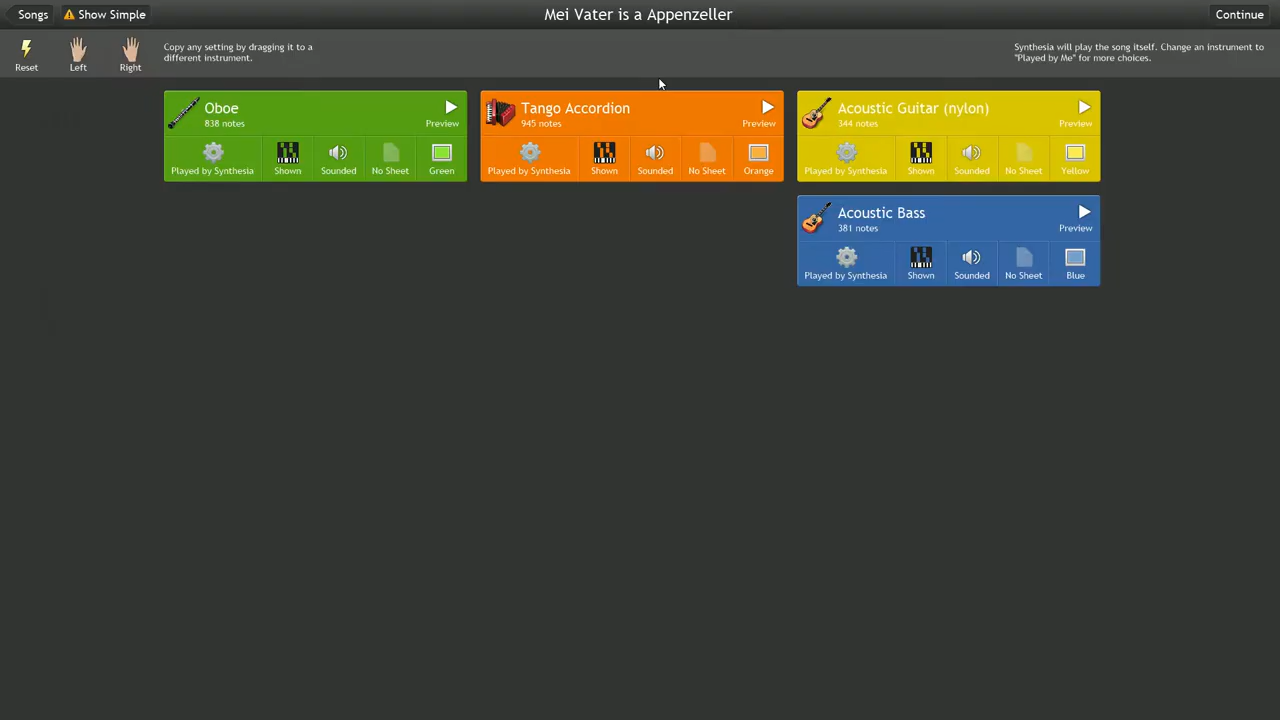 Songs
Show Simple
Mei Vater is a Appenzeller
Continue
Reset
Left
Right
Copy any setting by dragging it to a
different instrument.
Synthesia will play the song itself. Change an instrument to
"Played by Me" for more choices.
Oboe
838 notes
Preview
Played by Synthesia
Shown
Sounded
No Sheet
Green
Tango Accordion
945 notes
Preview
Played by Synthesia
Shown
Sounded
No Sheet
Orange
Acoustic Guitar (nylon)
344 notes
Preview
Played by Synthesia
Shown
Sounded
No Sheet
Yellow
Acoustic Bass
381 notes
Preview
Played by Synthesia
Shown
Sounded
No Sheet
Blue